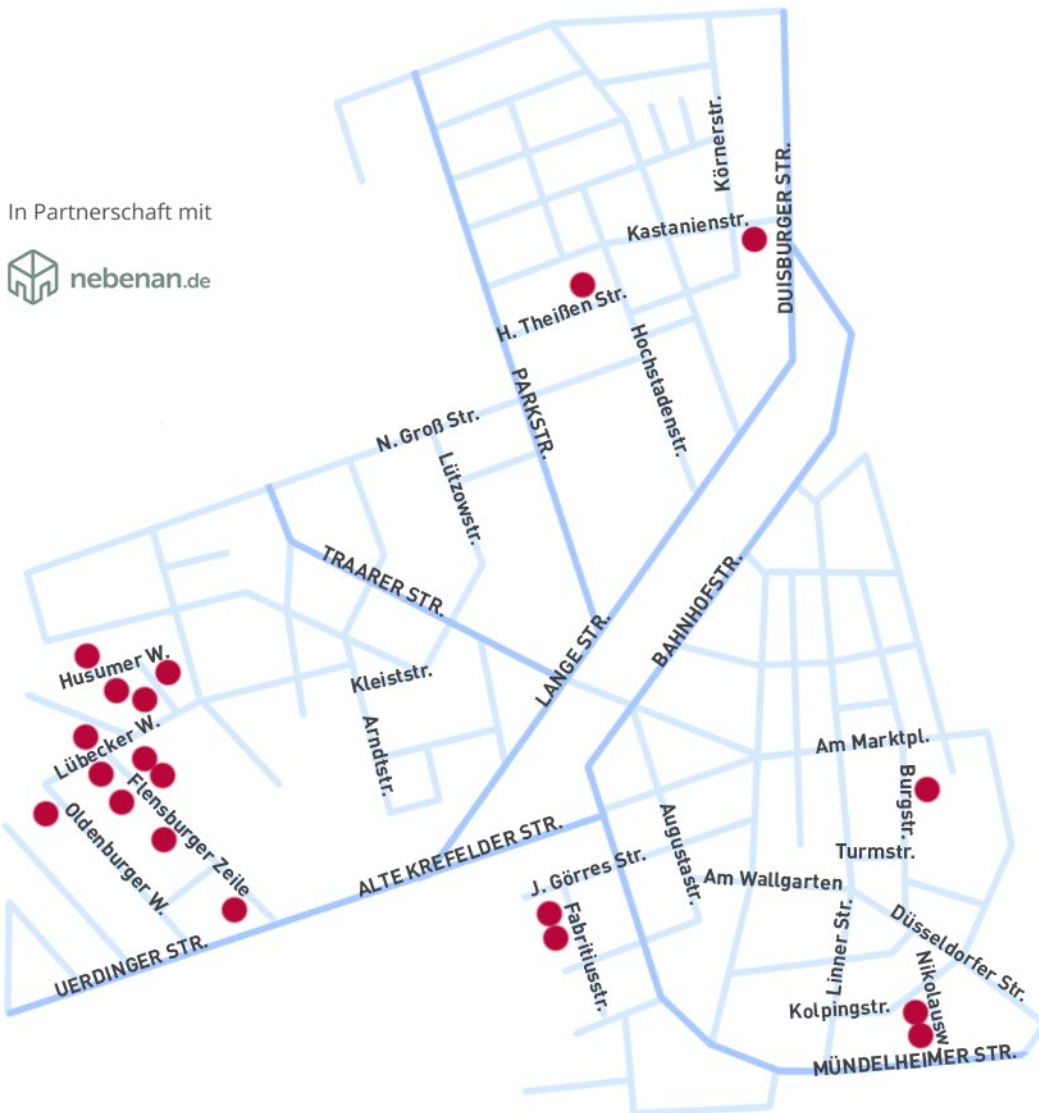 In Partnerschaft mit
nebenan.de
Körnerstr.
DUISBURGER STR.
Kastanienstr.
H. Theißen Str.
Hochstadenstr.
PARKSTR.
N. Groß Str.
Lützowstr.
TRAARER STR.
LANGE STR.
BAHNHOFSTR.
Husumer W.
Kleiststr.
Arndtstr.
Lübecker W.
Flensburger Zeile
Oldenburger W.
UERDINGER STR.
ALTE KREFELDER STR.
Am Marktpl.
Burgstr.
Turmstr.
Augustastr.
J. Görres Str.
Am Wallgarten
Fabritiusstr.
Linner Str.
Düsseldorfer Str.
Nikolausw.
Kolpingstr.
MÜNDELHEIMER STR.